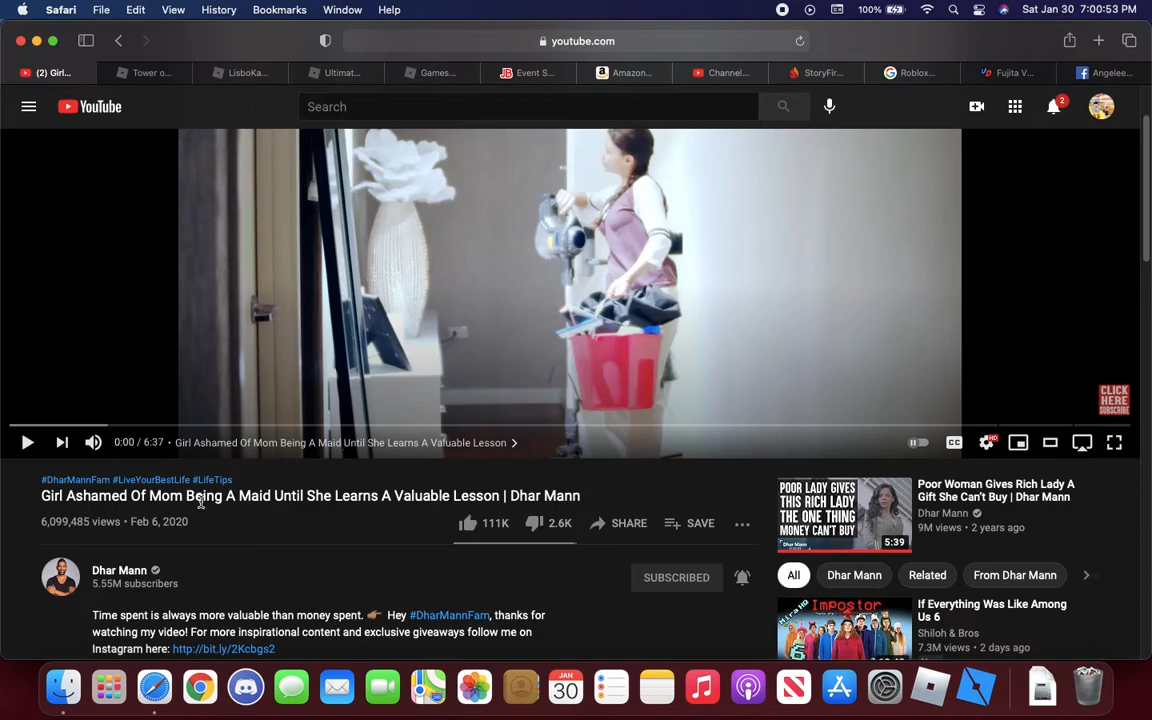 Safari File Edit View History Bookmarks Window Help 100% Sat Jan 30 7:00:53 PM
youtube.com
(2) Girl... Tower o... LisboKa... Ultimat... Games... Event S... Amazon... Channel... StoryFir... Roblox... Fujita V... Angelee...
YouTube Search 2
CLICK
HERE
SUBSCRIBE
0:00 / 6:37 • Girl Ashamed Of Mom Being A Maid Until She Learns A Valuable Lesson CC HD
#DharMannFam #LiveYourBestLife #LifeTips
Girl Ashamed Of Mom Being A Maid Until She Learns A Valuable Lesson | Dhar Mann
6,099,485 views • Feb 6, 2020
111K 2.6K SHARE SAVE
Dhar Mann
5.55M subscribers
SUBSCRIBED
Time spent is always more valuable than money spent. Hey #DharMannFam, thanks for
watching my video! For more inspirational content and exclusive giveaways follow me on
Instagram here: http://bit.ly/2Kcbgs2
POOR LADY GIVES
THIS RICH LADY
THE ONE THING
MONEY CAN'T BUY
Dhar Mann
5:39
Poor Woman Gives Rich Lady A
Gift She Can't Buy | Dhar Mann
Dhar Mann
9M views • 2 years ago
All Dhar Mann Related From Dhar Mann
Impostor
If Everything Was Like Among
Us 6
Shiloh & Bros
7.3M views • 2 days ago
JAN
30